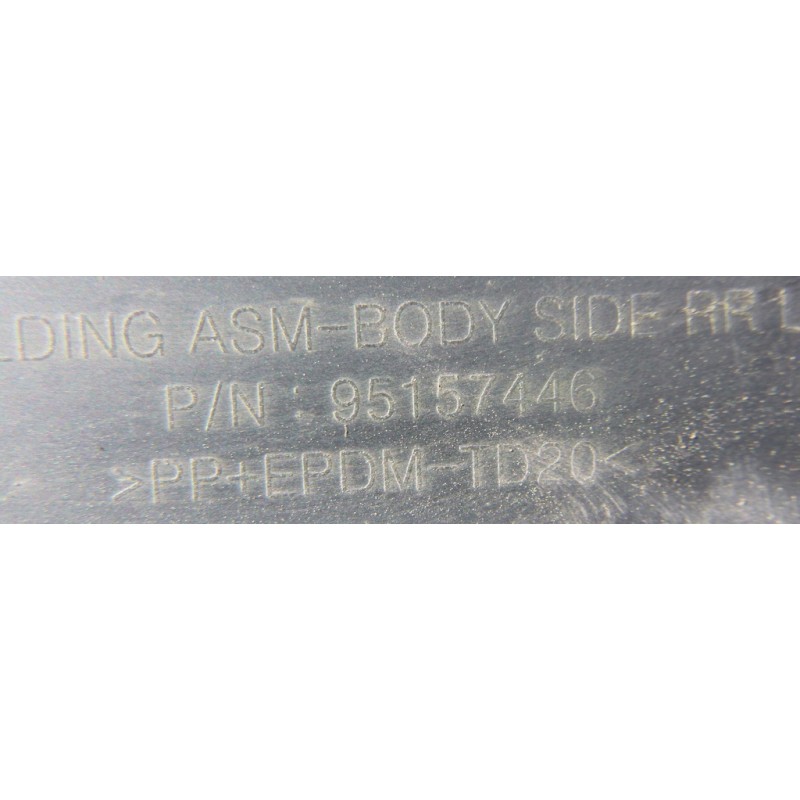 LDING ASM-BODY SIDE RR L
P/N : 95157446
>PP+EPDM-TD20<